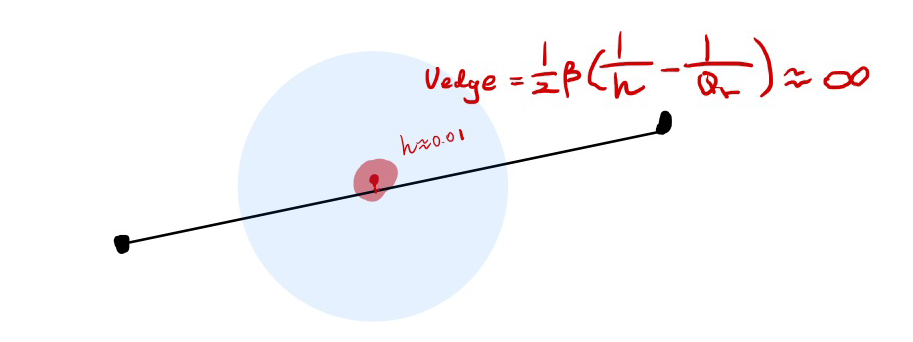 Vedge = 1/2 β(1/h − 1/Qr) ≈ ∞
h≈0.01